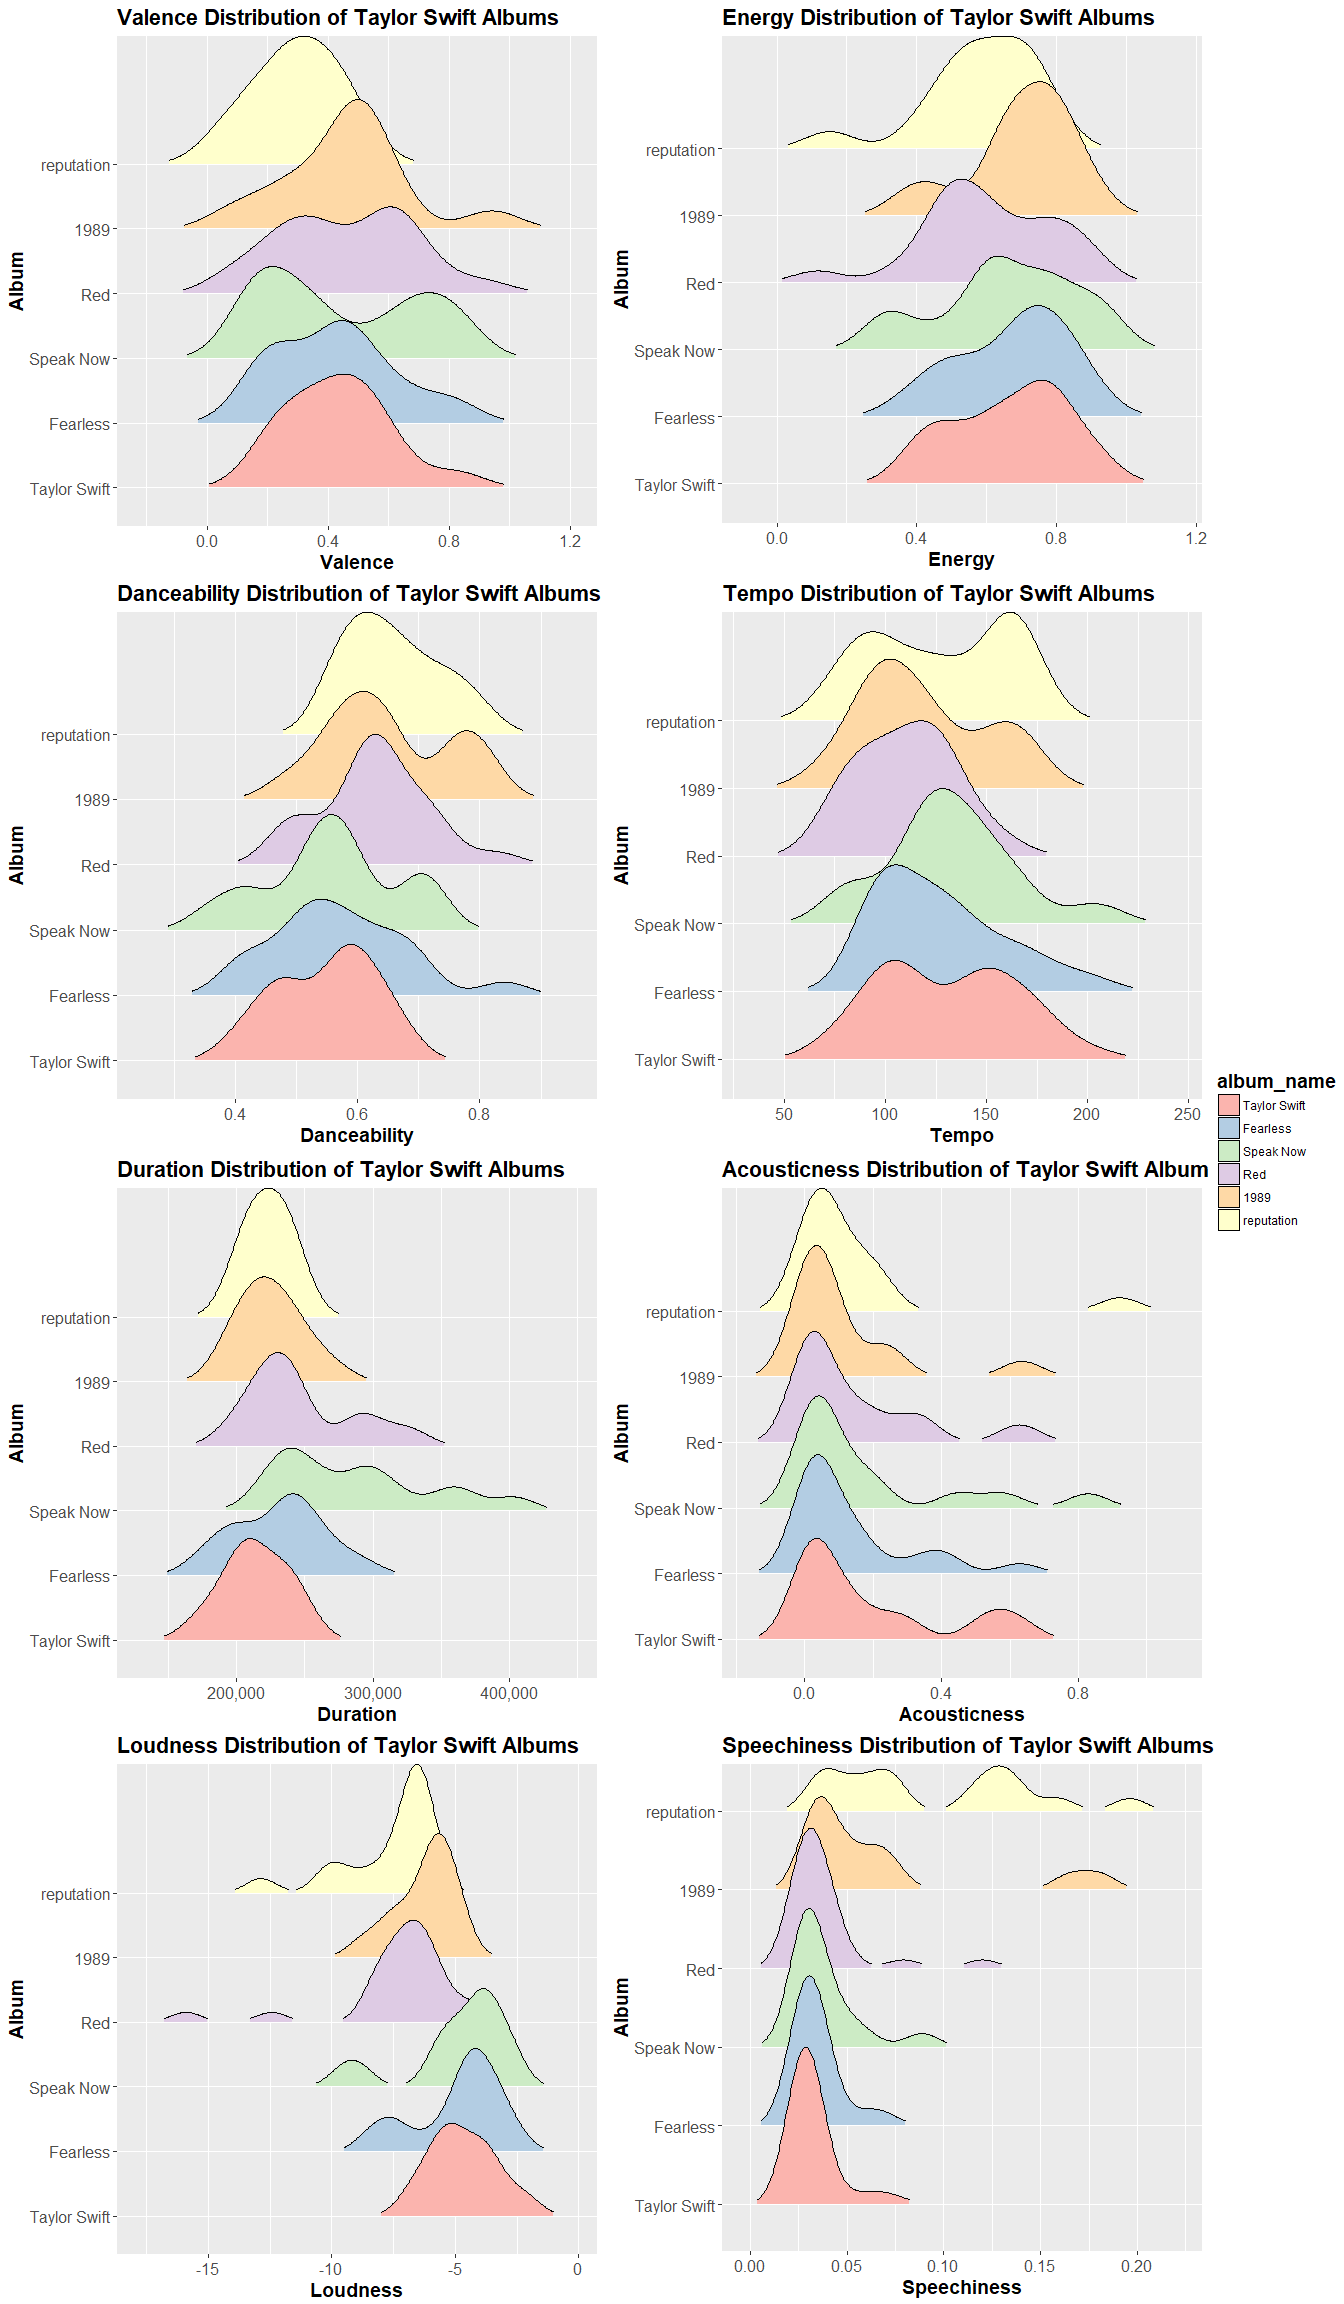 Valence Distribution of Taylor Swift Albums
Album
reputation
1989
Red
Speak Now
Fearless
Taylor Swift
0.0 0.4 0.8 1.2
Valence
Energy Distribution of Taylor Swift Albums
Album
reputation
1989
Red
Speak Now
Fearless
Taylor Swift
0.0 0.4 0.8 1.2
Energy
Danceability Distribution of Taylor Swift Albums
Album
reputation
1989
Red
Speak Now
Fearless
Taylor Swift
0.4 0.6 0.8
Danceability
Tempo Distribution of Taylor Swift Albums
Album
reputation
1989
Red
Speak Now
Fearless
Taylor Swift
50 100 150 200 250
Tempo
album_name
Taylor Swift
Fearless
Speak Now
Red
1989
reputation
Duration Distribution of Taylor Swift Albums
Album
reputation
1989
Red
Speak Now
Fearless
Taylor Swift
200,000 300,000 400,000
Duration
Acousticness Distribution of Taylor Swift Album
Album
reputation
1989
Red
Speak Now
Fearless
Taylor Swift
0.0 0.4 0.8
Acousticness
Loudness Distribution of Taylor Swift Albums
Album
reputation
1989
Red
Speak Now
Fearless
Taylor Swift
-15 -10 -5 0
Loudness
Speechiness Distribution of Taylor Swift Albums
Album
reputation
1989
Red
Speak Now
Fearless
Taylor Swift
0.00 0.05 0.10 0.15 0.20
Speechiness